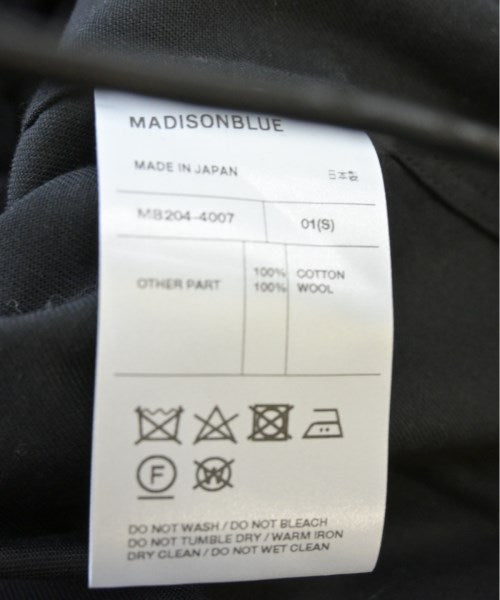 MADISONBLUE
MADE IN JAPAN 日本製
MB204-4007 01(S)
100% COTTON
OTHER PART 100% WOOL
F W
DO NOT WASH / DO NOT BLEACH
DO NOT TUMBLE DRY / WARM IRON
DRY CLEAN / DO NOT WET CLEAN